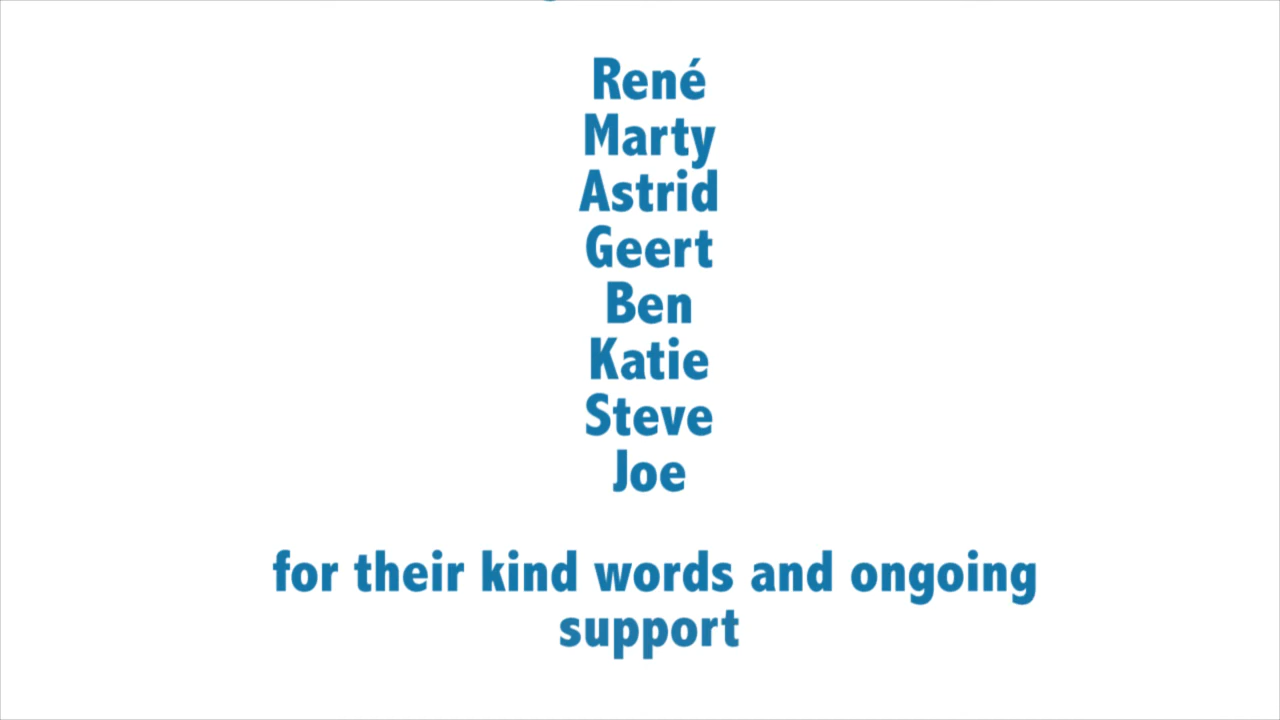 René
Marty
Astrid
Geert
Ben
Katie
Steve
Joe
for their kind words and ongoing
support